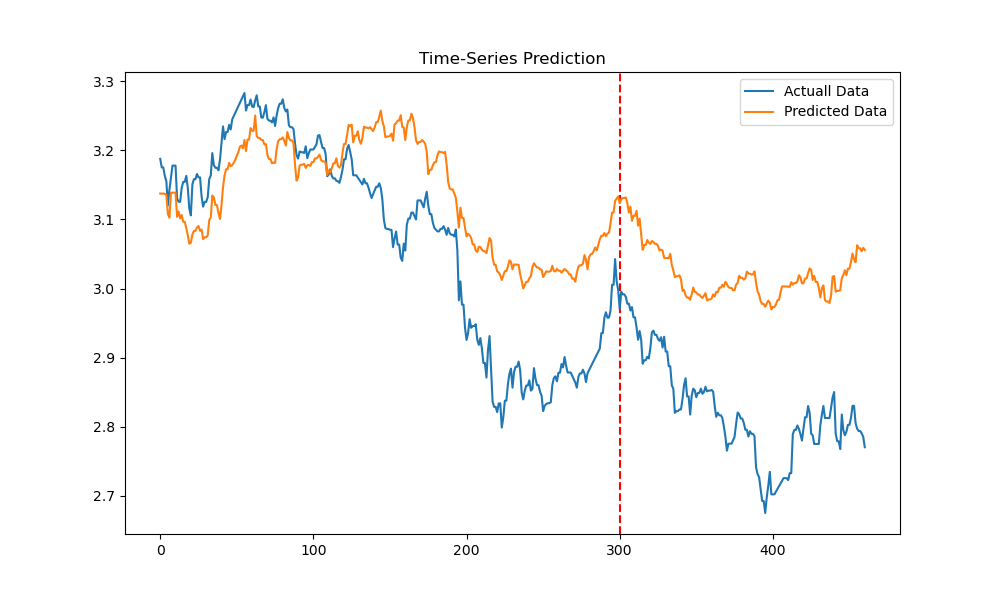 Time-Series Prediction
Actuall Data
Predicted Data
3.3
3.2
3.1
3.0
2.9
2.8
2.7
0 100 200 300 400